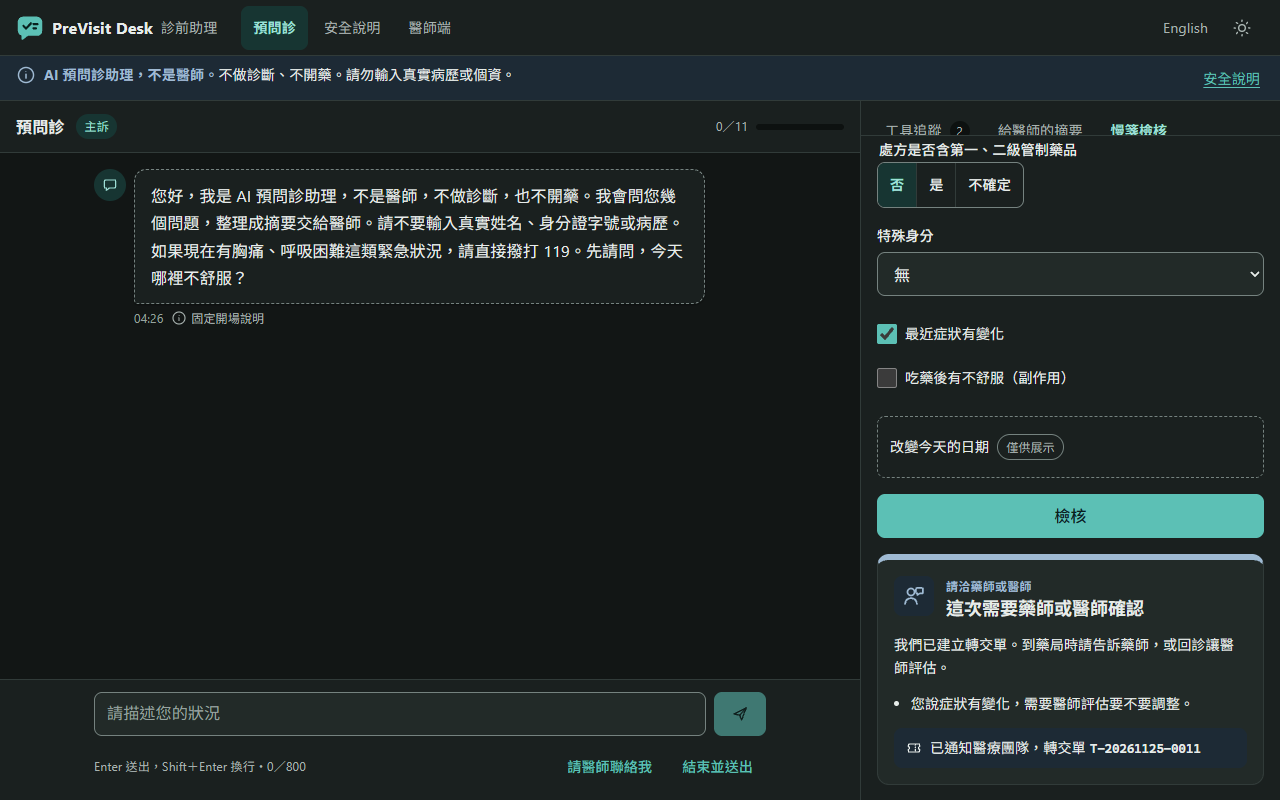 PreVisit Desk 診前助理
預問診
安全說明
醫師端
English
AI 預問診助理，不是醫師。不做診斷、不開藥。請勿輸入真實病歷或個資。
安全說明
預問診
主訴
0／11
您好，我是 AI 預問診助理，不是醫師，不做診斷，也不開藥。我會問您幾
個問題，整理成摘要交給醫師。請不要輸入真實姓名、身分證字號或病歷。
如果現在有胸痛、呼吸困難這類緊急狀況，請直接撥打 119。先請問，今天
哪裡不舒服？
04:26 固定開場說明
請描述您的狀況
Enter 送出，Shift＋Enter 換行・0／800
請醫師聯絡我
結束並送出
工具追蹤 2
給醫師的摘要
慢箋檢核
處方是否含第一、二級管制藥品
否
是
不確定
特殊身分
無
最近症狀有變化
吃藥後有不舒服（副作用）
改變今天的日期 僅供展示
檢核
請洽藥師或醫師
這次需要藥師或醫師確認
我們已建立轉交單。到藥局時請告訴藥師，或回診讓醫
師評估。
• 您說症狀有變化，需要醫師評估要不要調整。
已通知醫療團隊，轉交單 T-20261125-0011